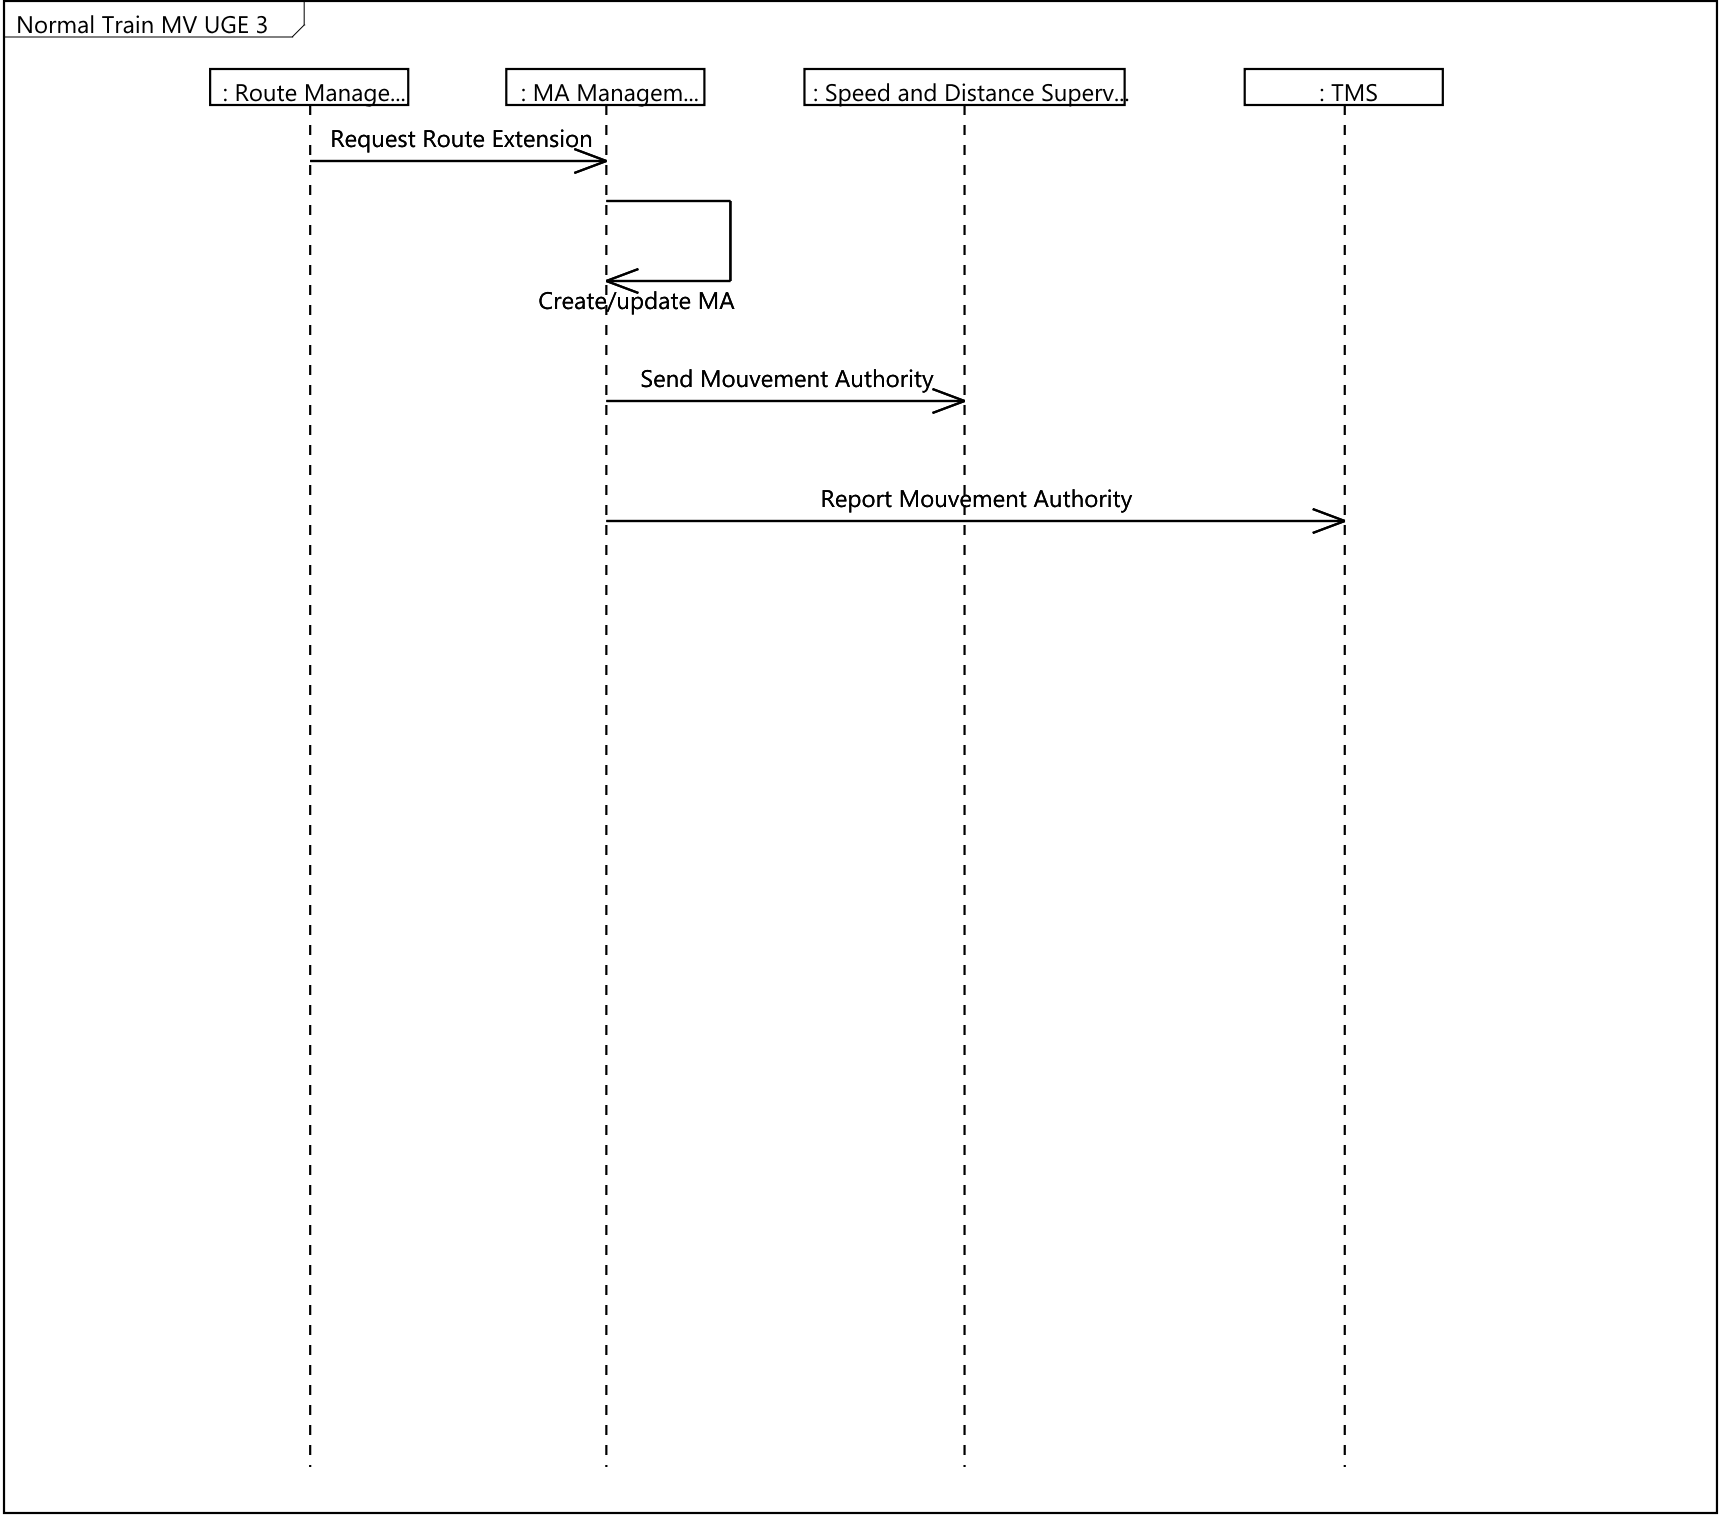 Normal Train MV UGE 3
: Route Manage...
: MA Managem...
: Speed and Distance Superv...
: TMS
Request Route Extension
Create/update MA
Send Mouvement Authority
Report Mouvement Authority